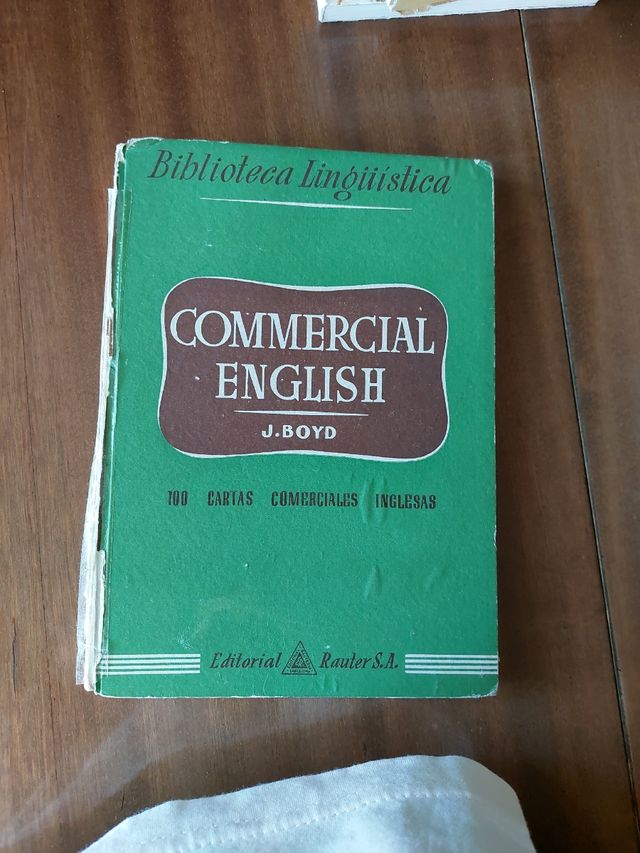 Biblioteca Lingüística
COMMERCIAL
ENGLISH
J. BOYD
100 CARTAS COMERCIALES INGLESAS
Editorial Rauter S.A.